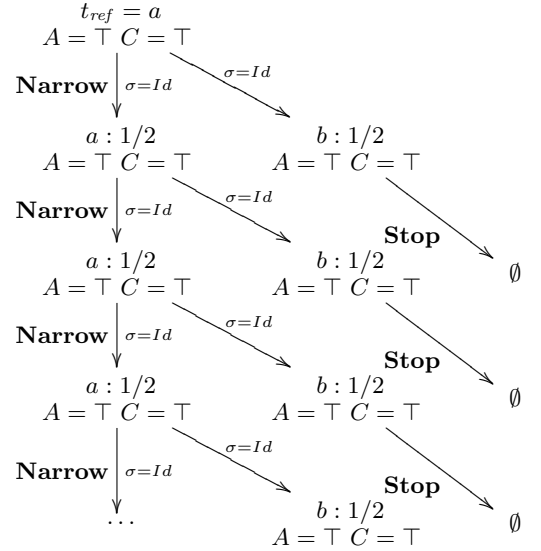 t_ref = a
A = ⊤ C = ⊤
Narrow σ=Id σ=Id
a : 1/2 b : 1/2
A = ⊤ C = ⊤ A = ⊤ C = ⊤
Narrow σ=Id σ=Id Stop
a : 1/2 b : 1/2 ∅
A = ⊤ C = ⊤ A = ⊤ C = ⊤
Narrow σ=Id σ=Id Stop
a : 1/2 b : 1/2 ∅
A = ⊤ C = ⊤ A = ⊤ C = ⊤
Narrow σ=Id σ=Id Stop
... b : 1/2 ∅
A = ⊤ C = ⊤